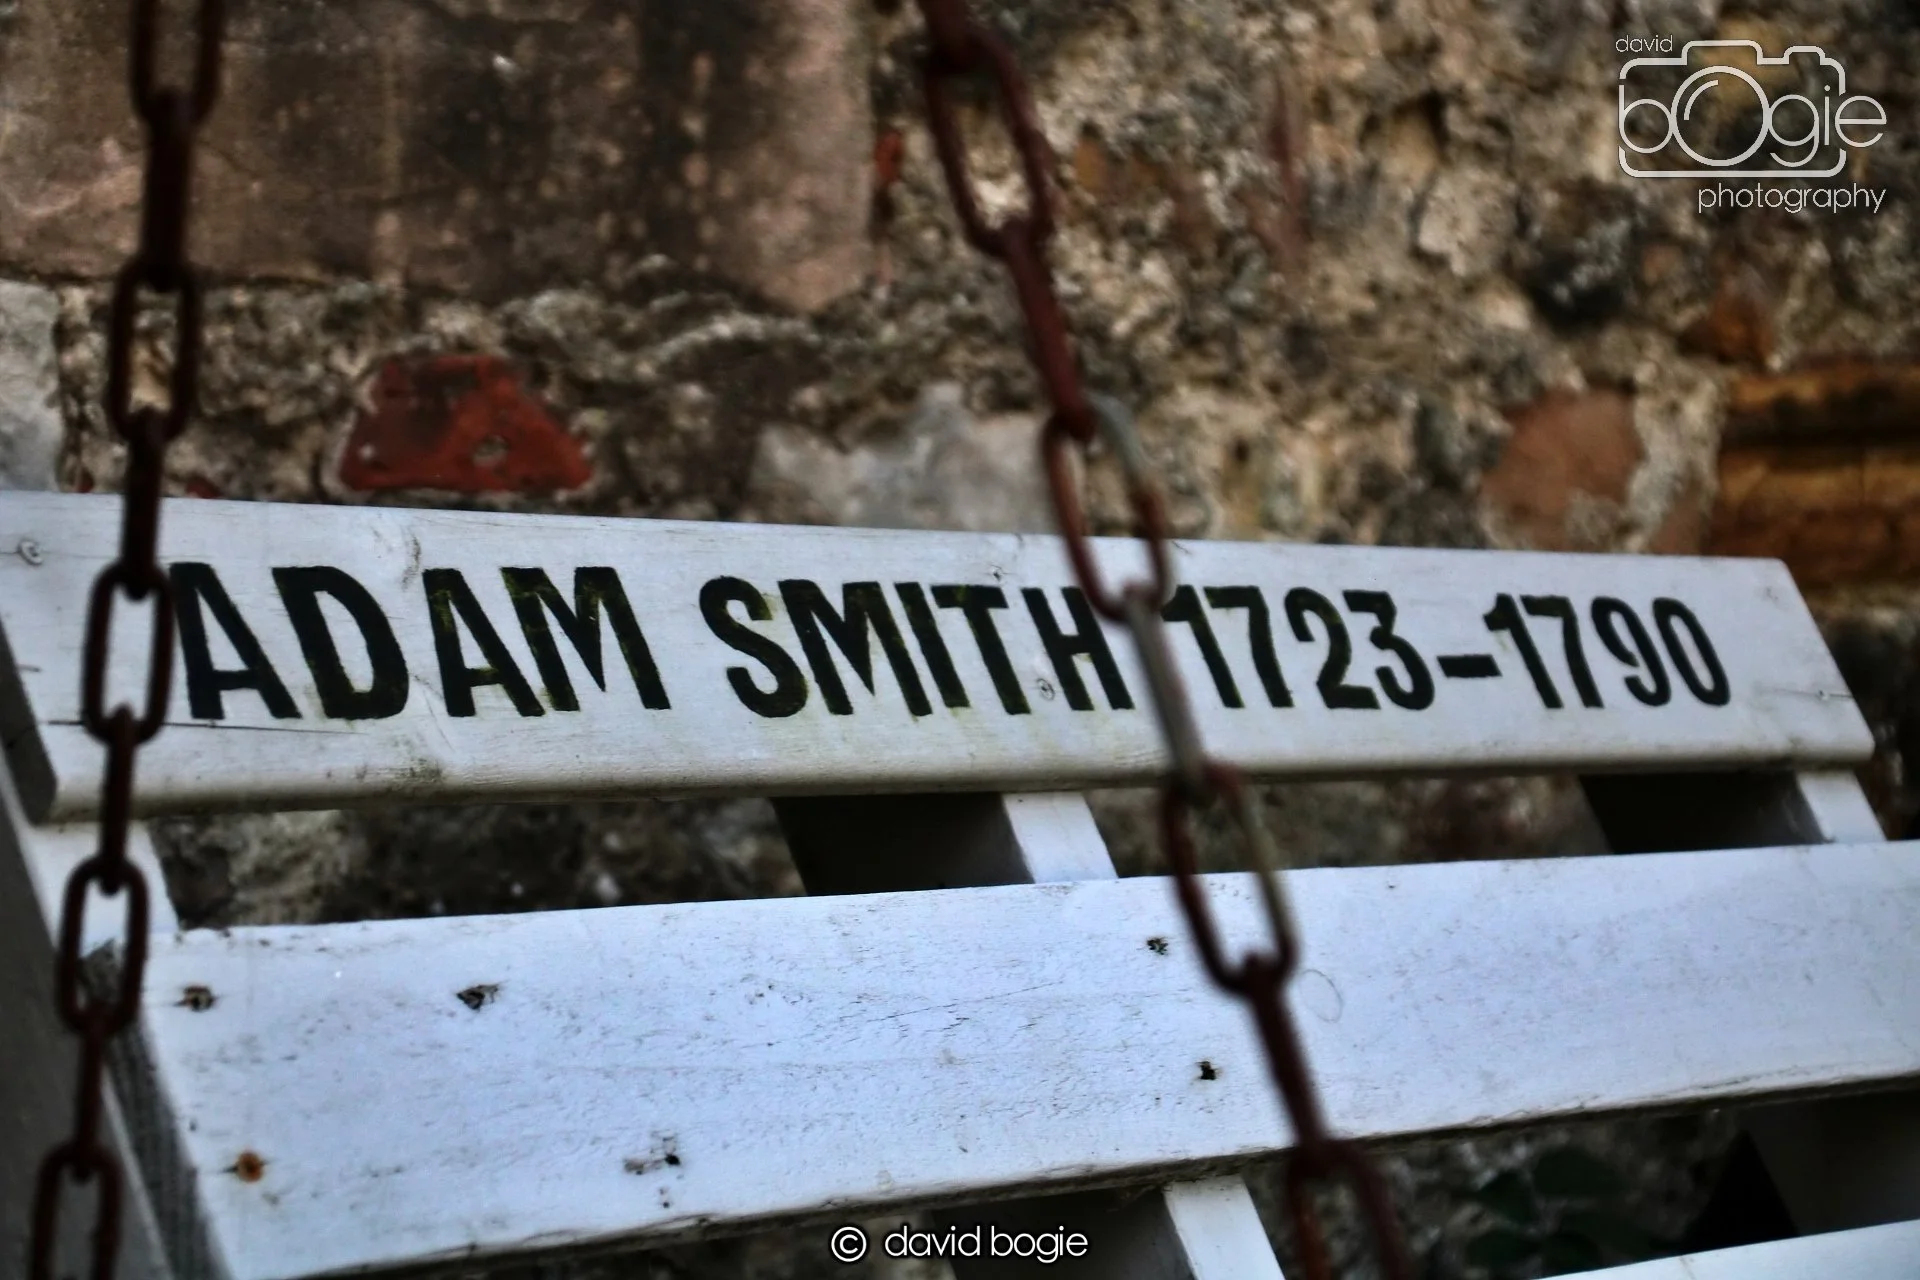 david
bOgie
photography
ADAM SMITH 1723-1790
© david bogie